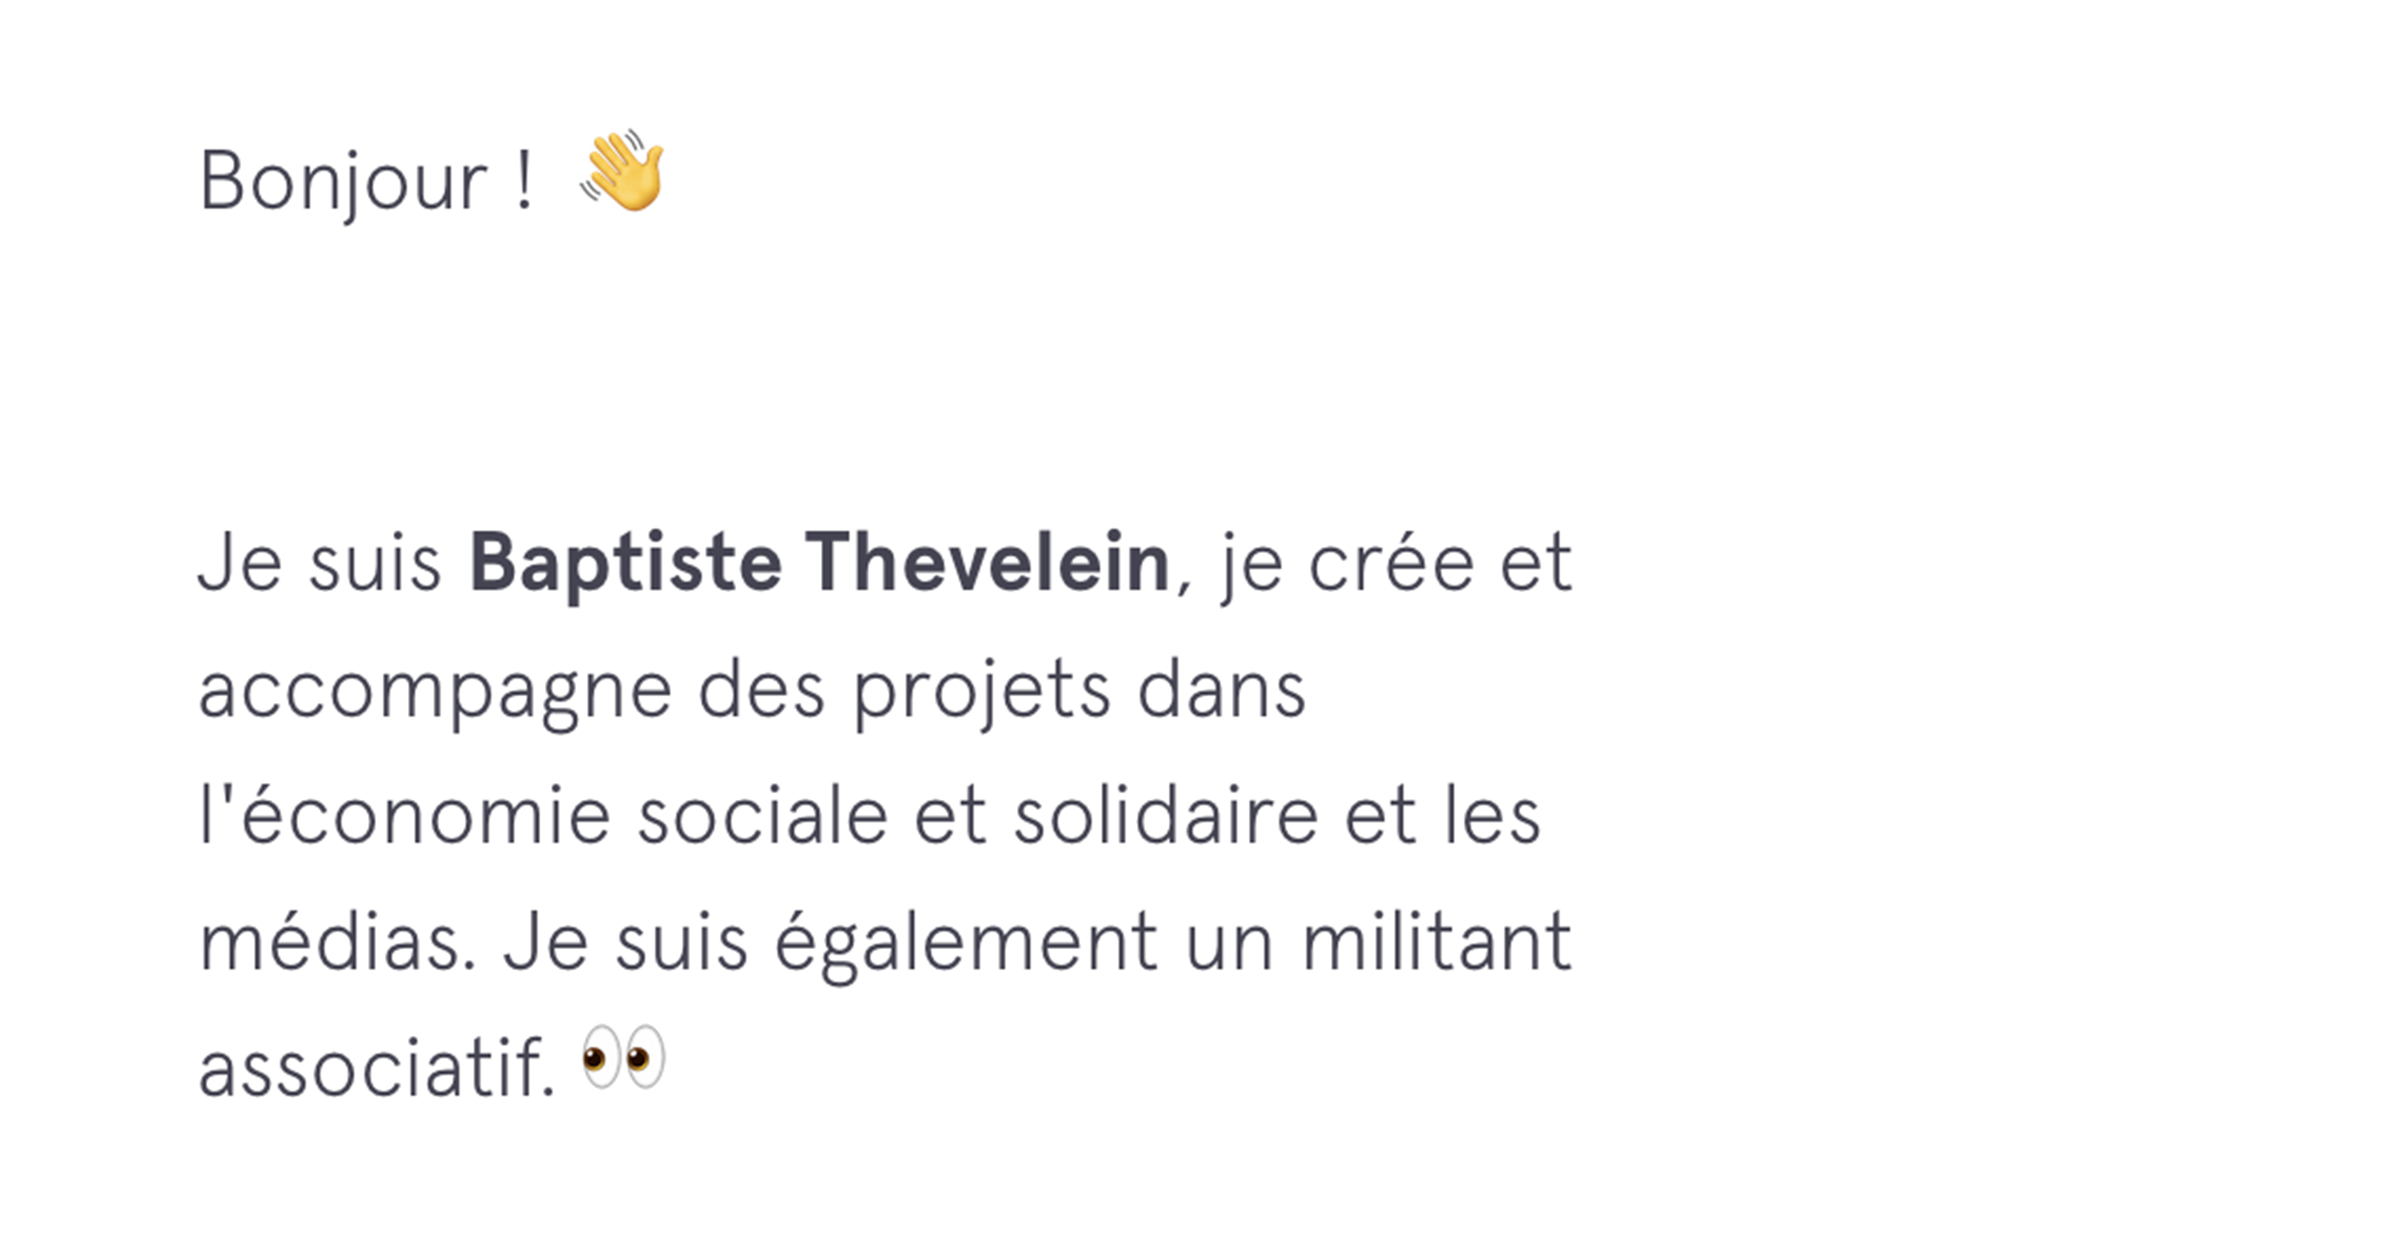 Bonjour ! 👋
Je suis Baptiste Thevelein, je crée et
accompagne des projets dans
l'économie sociale et solidaire et les
médias. Je suis également un militant
associatif. 👀